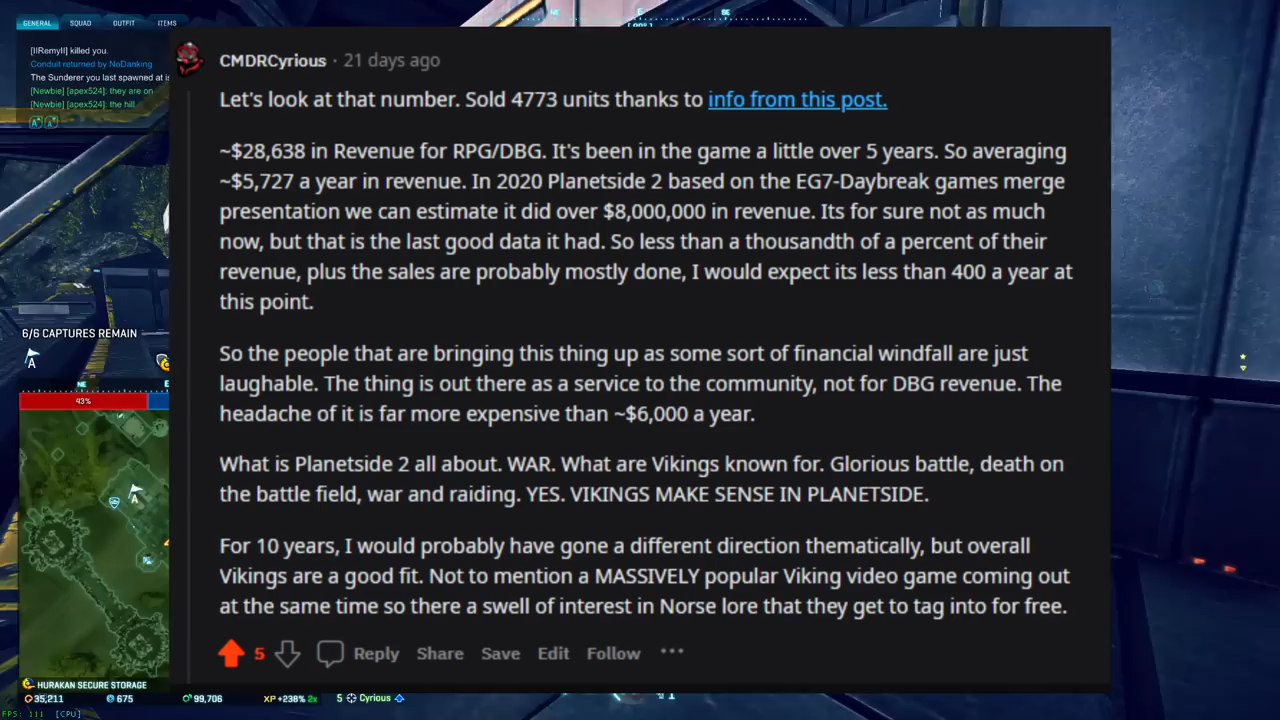 GENERAL SQUAD OUTFIT ITEMS
[IIRemyII] killed you.
Conduit returned by NoDanking
The Sunderer you last spawned at is
[Newbie] [apex524]: they are on
[Newbie] [apex524]: the hill
CMDRCyrious · 21 days ago
Let's look at that number. Sold 4773 units thanks to info from this post.
~$28,638 in Revenue for RPG/DBG. It's been in the game a little over 5 years. So averaging
~$5,727 a year in revenue. In 2020 Planetside 2 based on the EG7-Daybreak games merge
presentation we can estimate it did over $8,000,000 in revenue. Its for sure not as much
now, but that is the last good data it had. So less than a thousandth of a percent of their
revenue, plus the sales are probably mostly done, I would expect its less than 400 a year at
this point.
So the people that are bringing this thing up as some sort of financial windfall are just
laughable. The thing is out there as a service to the community, not for DBG revenue. The
headache of it is far more expensive than ~$6,000 a year.
What is Planetside 2 all about. WAR. What are Vikings known for. Glorious battle, death on
the battle field, war and raiding. YES. VIKINGS MAKE SENSE IN PLANETSIDE.
For 10 years, I would probably have gone a different direction thematically, but overall
Vikings are a good fit. Not to mention a MASSIVELY popular Viking video game coming out
at the same time so there a swell of interest in Norse lore that they get to tag into for free.
5 Reply Share Save Edit Follow ...
6/6 CAPTURES REMAIN
A
NE
43%
A
HURAKAN SECURE STORAGE
35,211 675 99,706 XP +238% 2x 5 Cyrious
FPS: 111 [CPU]